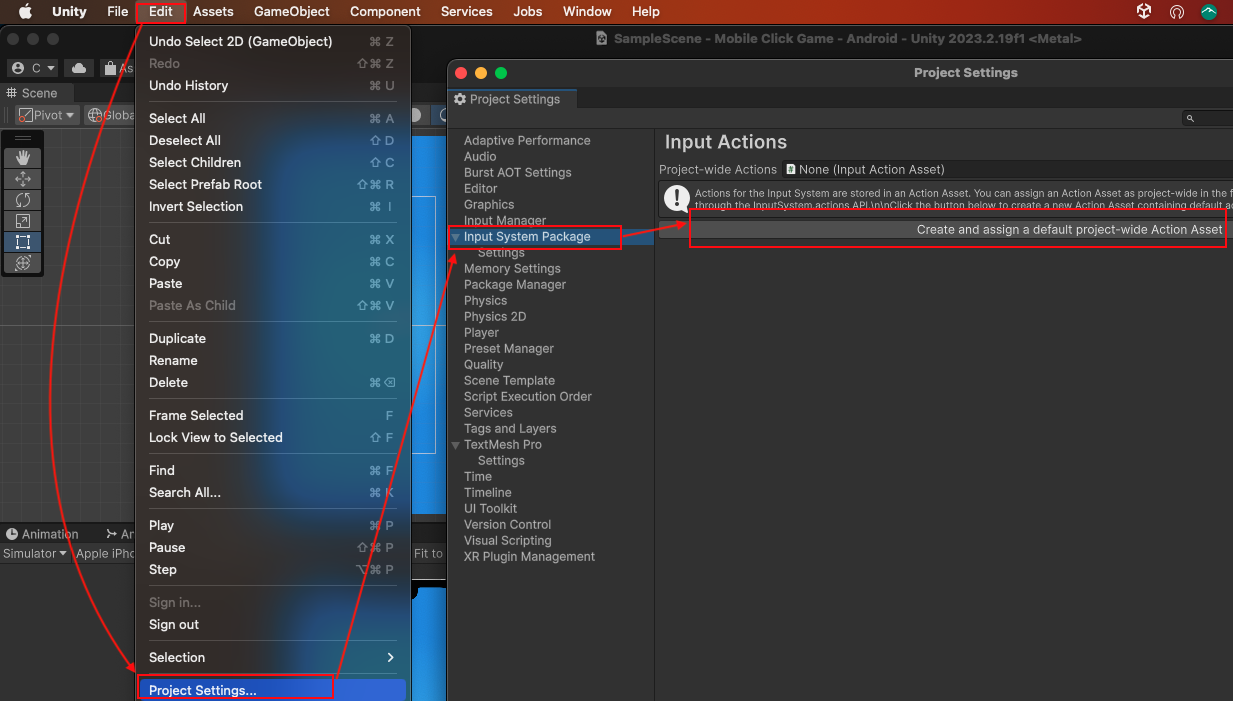 Unity File Edit Assets GameObject Component Services Jobs Window Help
SampleScene - Mobile Click Game - Android - Unity 2023.2.19f1 <Metal>
C
As
Scene
Pivot
Globa
Undo Select 2D (GameObject) ⌘ Z
Redo ⇧⌘ Z
Undo History ⌘ U
Select All ⌘ A
Deselect All ⇧ D
Select Children ⇧ C
Select Prefab Root ⇧⌘ R
Invert Selection ⌘ I
Cut ⌘ X
Copy ⌘ C
Paste ⌘ V
Paste As Child ⇧⌘ V
Duplicate ⌘ D
Rename
Delete ⌘⌫
Frame Selected F
Lock View to Selected ⇧ F
Find ⌘ F
Search All... ⌘ K
Play ⌘ P
Pause ⇧⌘ P
Step ⌥⌘ P
Sign in...
Sign out
Selection
Project Settings...
Animation
An
Simulator
Apple iPho
Fit to
Project Settings
Project Settings
Adaptive Performance
Audio
Burst AOT Settings
Editor
Graphics
Input Manager
Input System Package
Settings
Memory Settings
Package Manager
Physics
Physics 2D
Player
Preset Manager
Quality
Scene Template
Script Execution Order
Services
Tags and Layers
TextMesh Pro
Settings
Time
Timeline
UI Toolkit
Version Control
Visual Scripting
XR Plugin Management
Input Actions
Project-wide Actions None (Input Action Asset)
Actions for the Input System are stored in an Action Asset. You can assign an Action Asset as project-wide in the f
through the InputSystem.actions API.\n\nClick the button below to create a new Action Asset containing default ac
Create and assign a default project-wide Action Asset